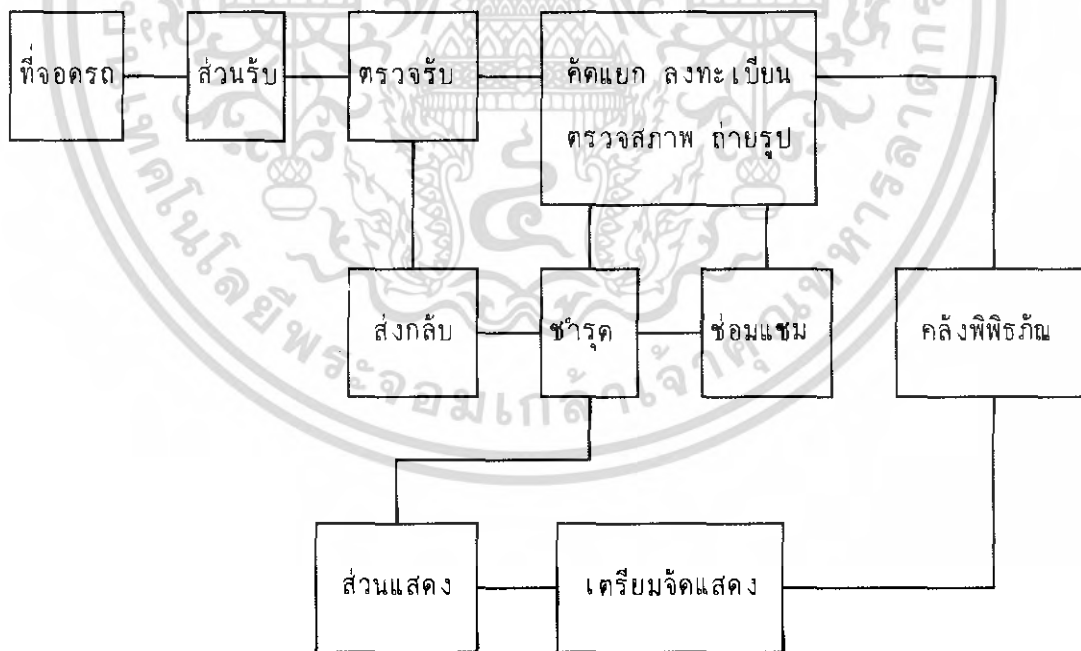 ที่จอดรถ
ส่วนรับ
ตรวจรับ
คัดแยก ลงทะเบียน
ตรวจสภาพ ถ่ายรูป
ส่งกลับ
ชำรุด
ซ่อมแซม
คลังพิพิธภัณ
ส่วนแสดง
เตรียมจัดแสดง